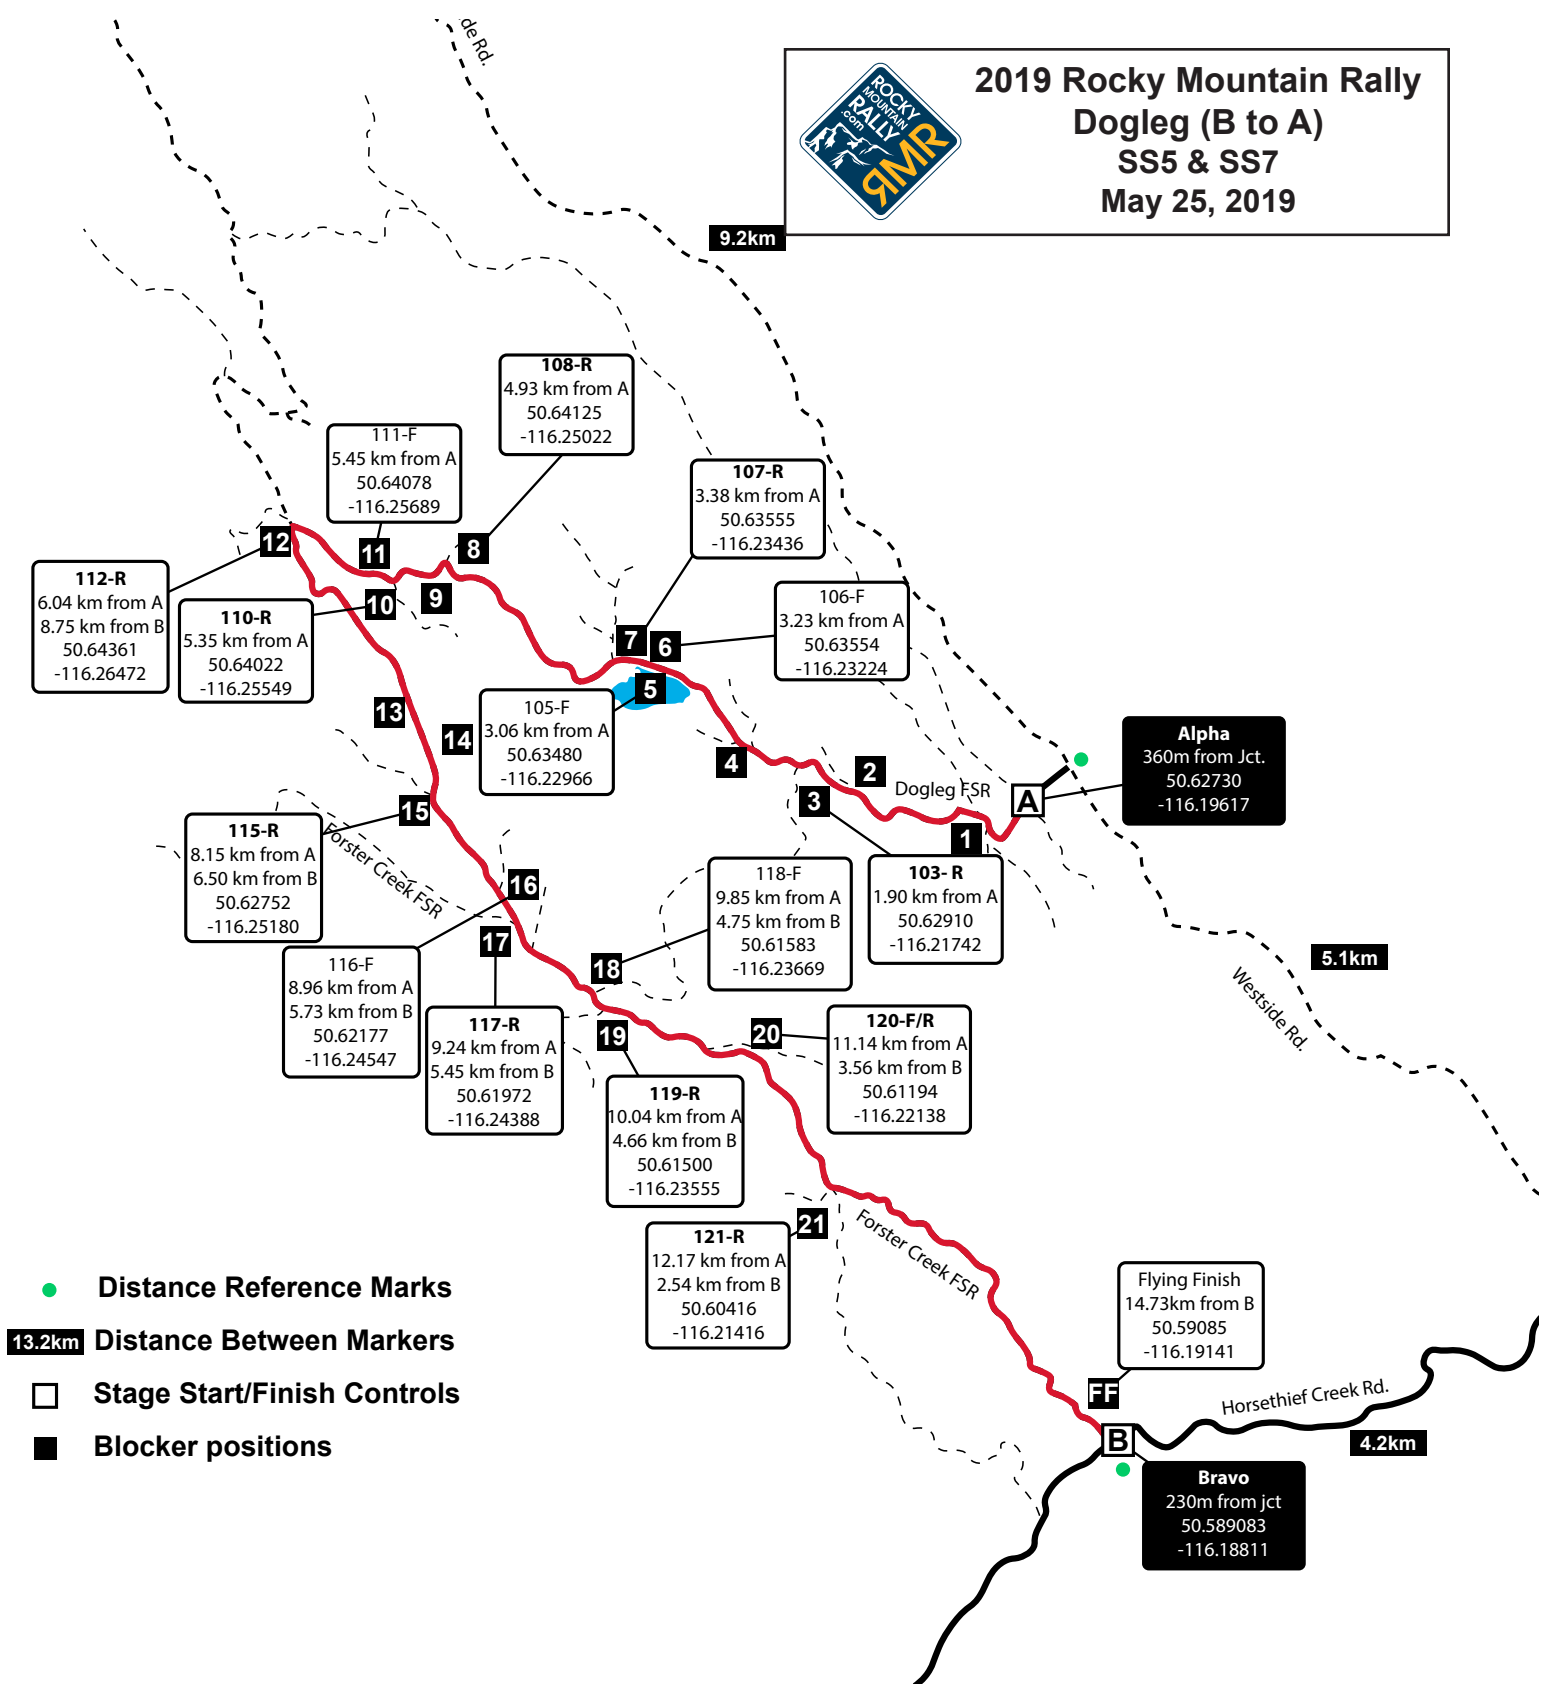 de Rd.
ROCKY
MOUNTAIN
RALLY
.com
RMR
2019 Rocky Mountain Rally
Dogleg (B to A)
SS5 & SS7
May 25, 2019
9.2km
108-R
4.93 km from A
50.64125
-116.25022
111-F
5.45 km from A
50.64078
-116.25689
107-R
3.38 km from A
50.63555
-116.23436
12
11
8
112-R
6.04 km from A
8.75 km from B
50.64361
-116.26472
110-R
5.35 km from A
50.64022
-116.25549
10
9
7
6
106-F
3.23 km from A
50.63554
-116.23224
5
105-F
3.06 km from A
50.63480
-116.22966
13
14
4
2
Dogleg FSR
A
Alpha
360m from Jct.
50.62730
-116.19617
3
1
15
115-R
8.15 km from A
6.50 km from B
50.62752
-116.25180
Forster Creek FSR
16
118-F
9.85 km from A
4.75 km from B
50.61583
-116.23669
103- R
1.90 km from A
50.62910
-116.21742
17
18
116-F
8.96 km from A
5.73 km from B
50.62177
-116.24547
5.1km
Westside Rd.
117-R
9.24 km from A
5.45 km from B
50.61972
-116.24388
19
20
120-F/R
11.14 km from A
3.56 km from B
50.61194
-116.22138
119-R
10.04 km from A
4.66 km from B
50.61500
-116.23555
21
121-R
12.17 km from A
2.54 km from B
50.60416
-116.21416
Forster Creek FSR
Flying Finish
14.73km from B
50.59085
-116.19141
FF
Horsethief Creek Rd.
B
4.2km
Bravo
230m from jct
50.589083
-116.18811
Distance Reference Marks
13.2km Distance Between Markers
Stage Start/Finish Controls
Blocker positions